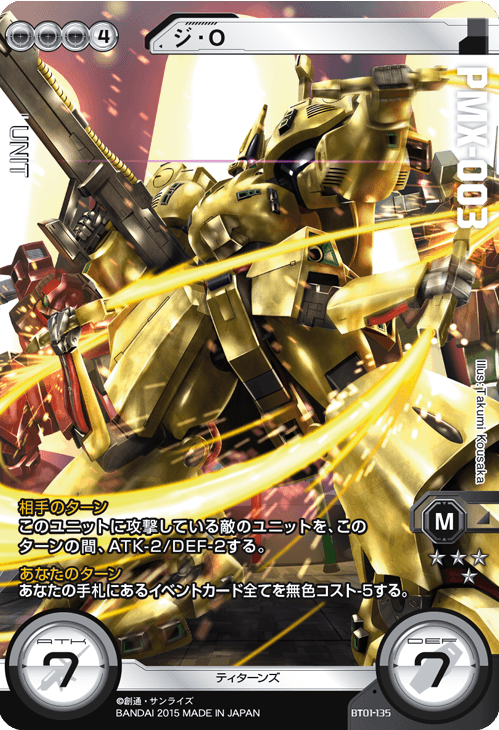 4
ジ・O
UNIT
PMX-003
Illus : Takumi Kousaka
相手のターン
このユニットに攻撃している敵のユニットを、この
ターンの間、ATK-2/DEF-2する。
あなたのターン
あなたの手札にあるイベントカード全てを無色コスト-5する。
M
ATK
7
DEF
7
ティターンズ
©創通・サンライズ
BANDAI 2015 MADE IN JAPAN
BT01-135